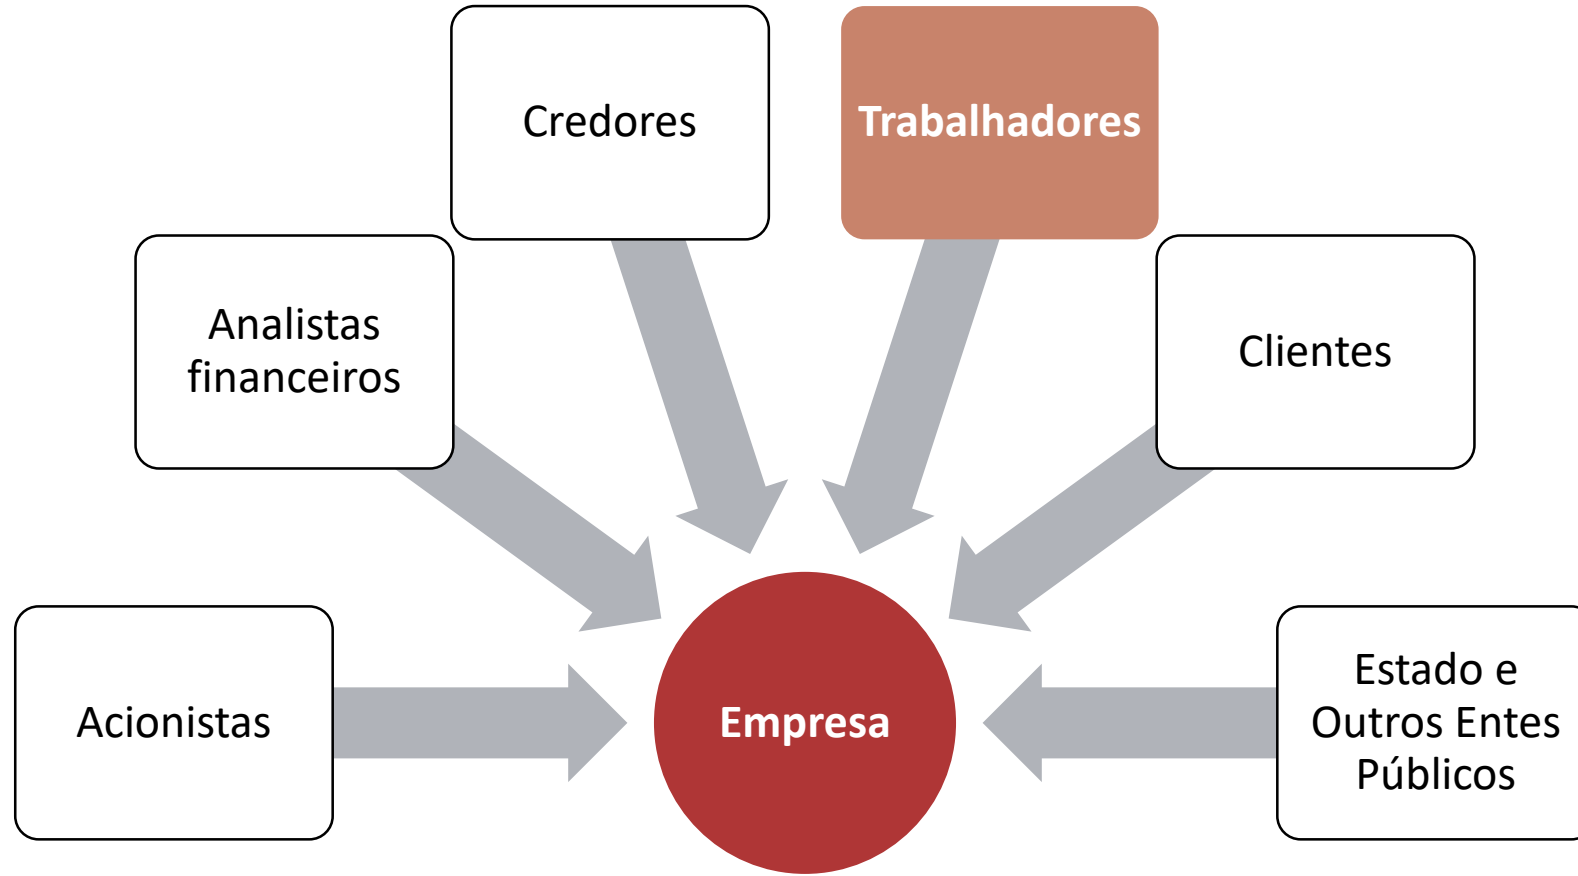 Credores
Trabalhadores
Analistas
financeiros
Clientes
Acionistas
Empresa
Estado e
Outros Entes
Públicos